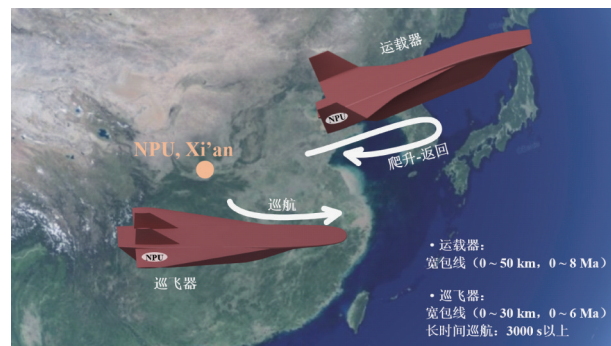 运载器
NPU
NPU, Xi'an
爬升-返回
巡航
NPU
巡飞器
·运载器：
宽包线（0～50 km，0～8 Ma）
·巡飞器：
宽包线（0～30 km，0～6 Ma）
长时间巡航：3000 s以上